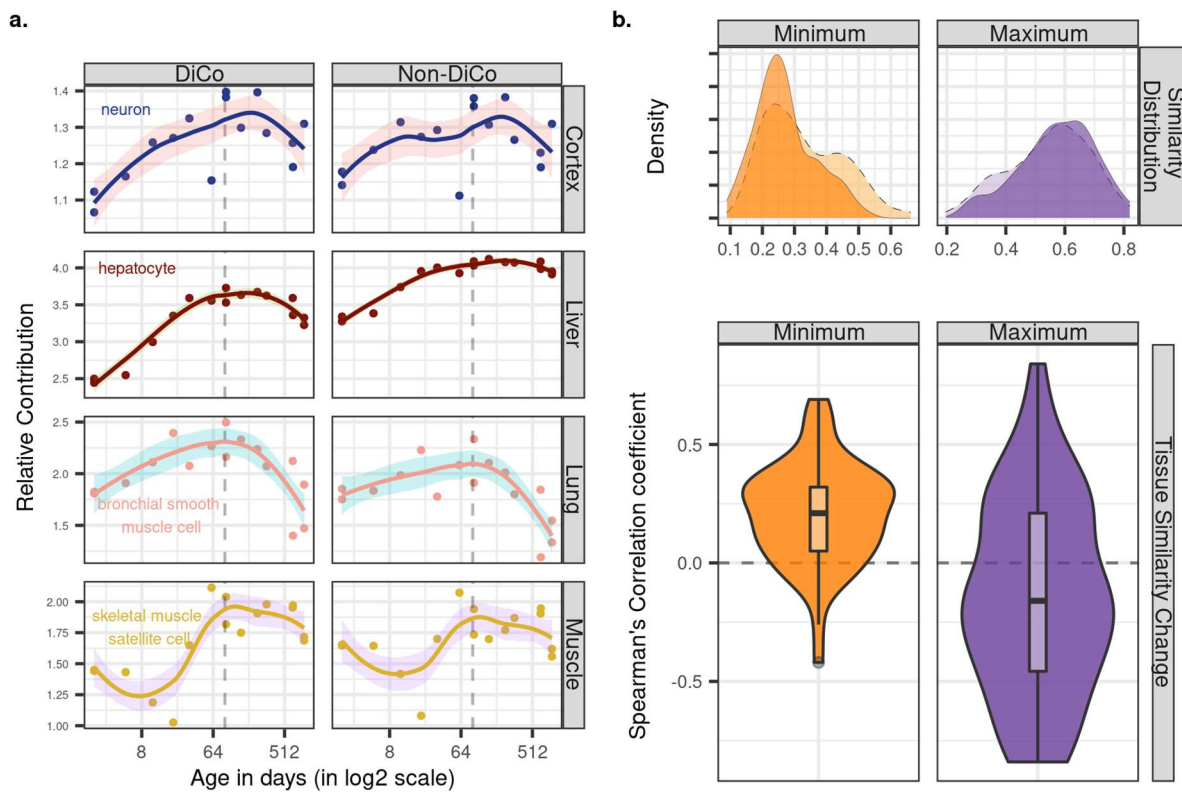 a.
DiCo
Non-DiCo
1.4
1.3
1.2
1.1
neuron
Cortex
4.0
3.5
3.0
2.5
hepatocyte
Liver
2.5
2.0
1.5
bronchial smooth
muscle cell
Lung
2.00
1.75
1.50
1.25
1.00
skeletal muscle
satellite cell
Muscle
8
64
512
8
64
512
Relative Contribution
Age in days (in log2 scale)
b.
Minimum
Maximum
Density
Similarity
Distribution
0.1
0.2
0.3
0.4
0.5
0.6
0.2
0.4
0.6
0.8
Minimum
Maximum
Spearman's Correlation coefficient
0.5
0.0
-0.5
Tissue Similarity Change